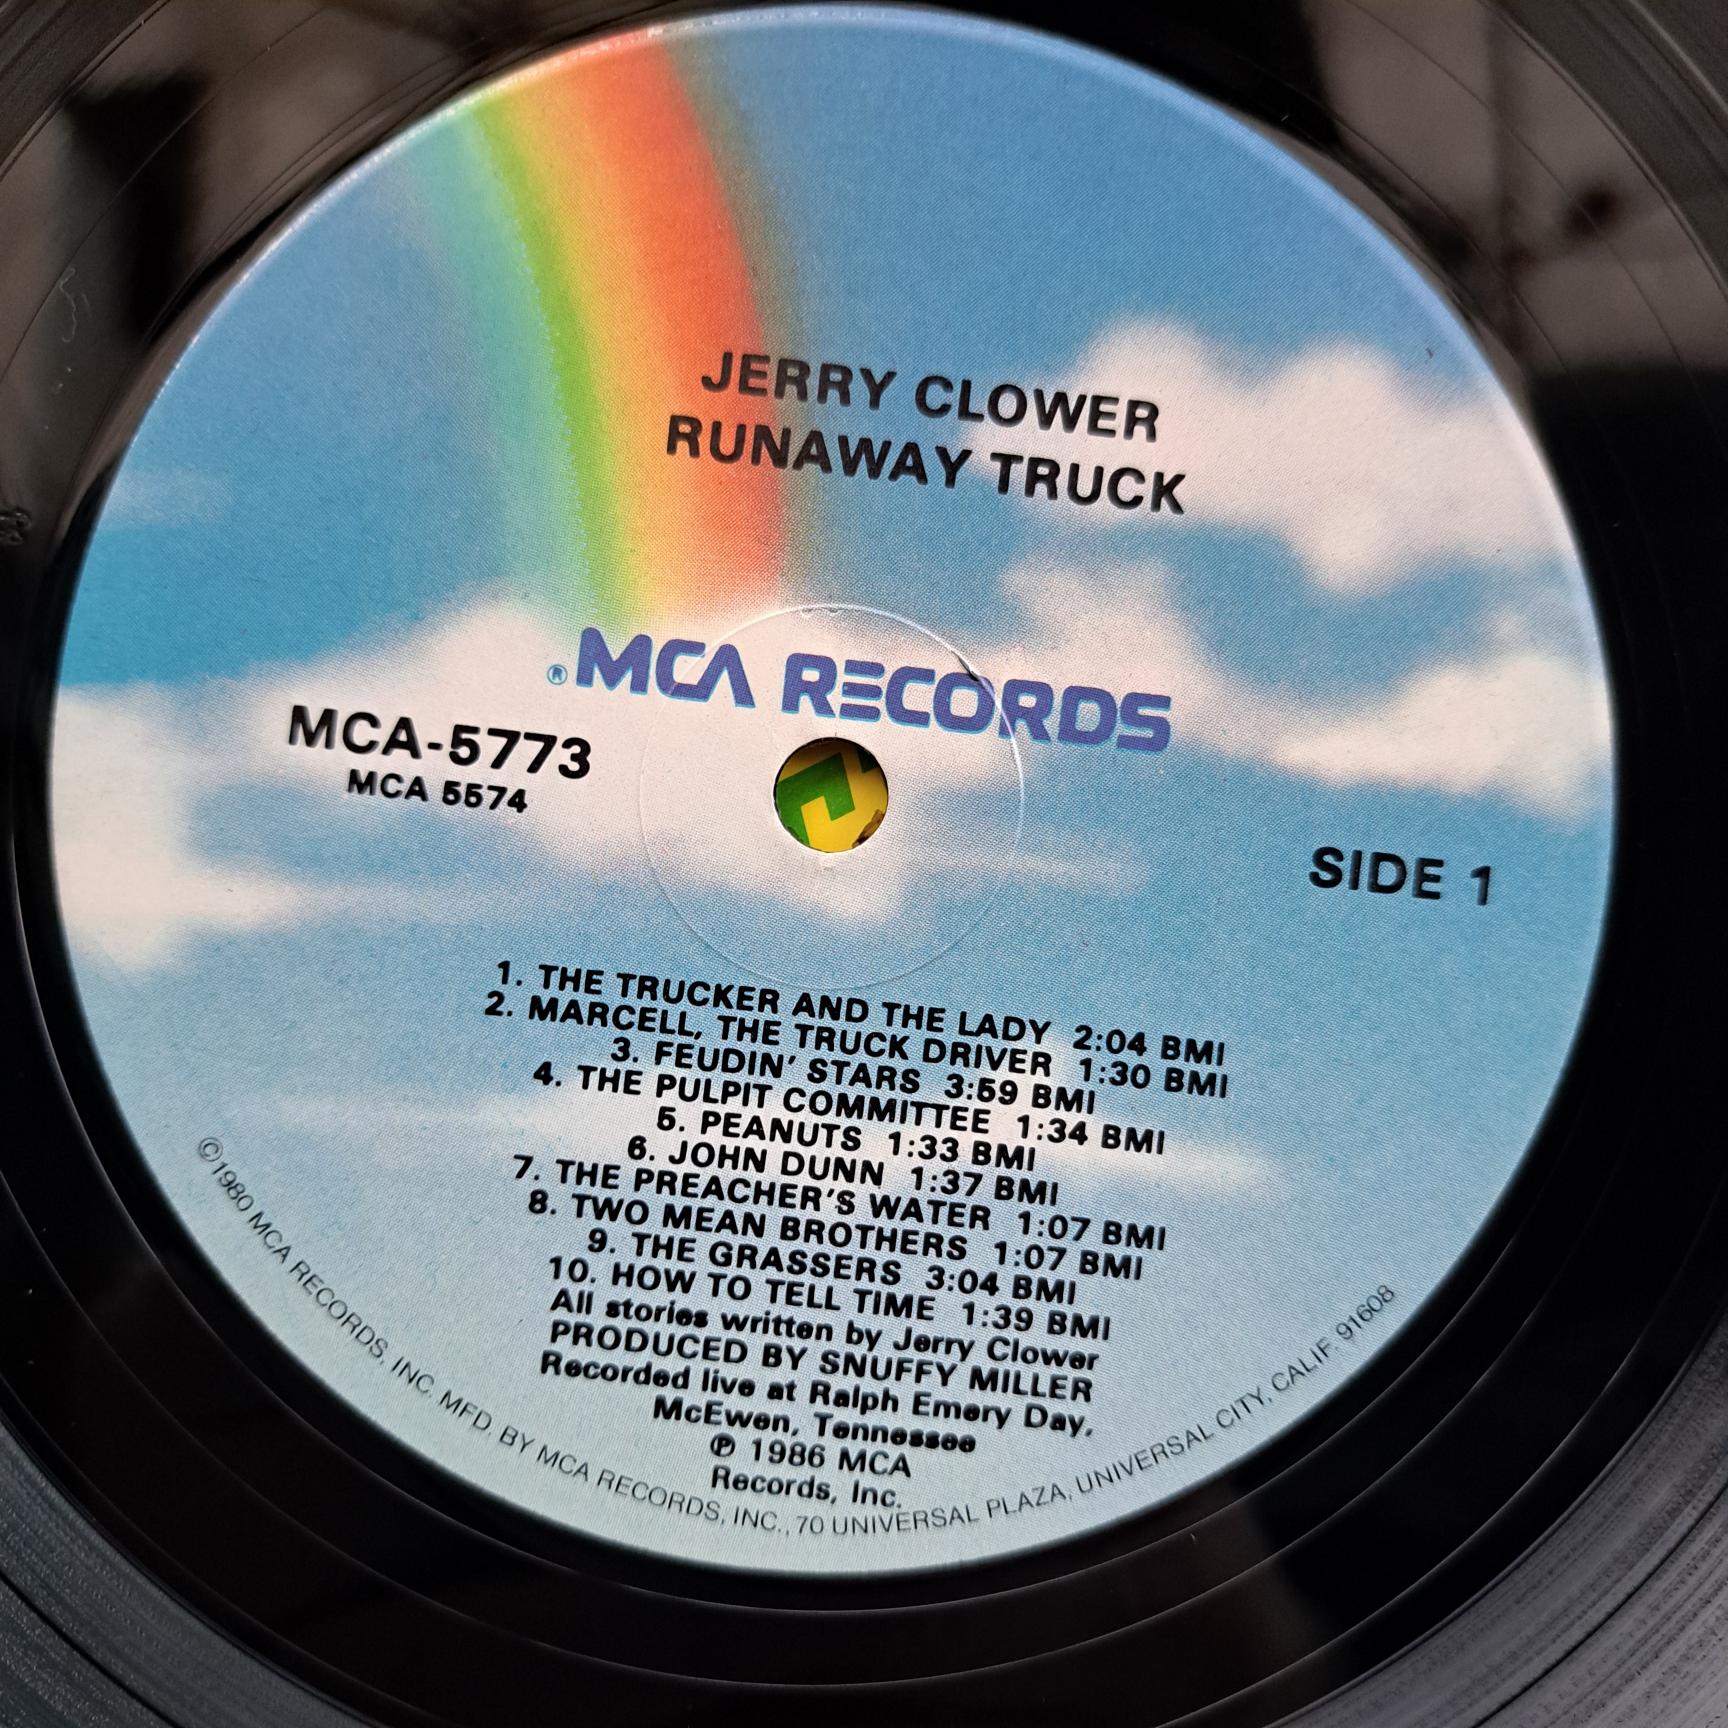 JERRY CLOWER
RUNAWAY TRUCK
® MCA RECORDS
MCA-5773
MCA 5574
SIDE 1
1. THE TRUCKER AND THE LADY 2:04 BMI
2. MARCELL, THE TRUCK DRIVER 1:30 BMI
3. FEUDIN' STARS 3:59 BMI
4. THE PULPIT COMMITTEE 1:34 BMI
5. PEANUTS 1:33 BMI
6. JOHN DUNN 1:37 BMI
7. THE PREACHER'S WATER 1:07 BMI
8. TWO MEAN BROTHERS 1:07 BMI
9. THE GRASSERS 3:04 BMI
10. HOW TO TELL TIME 1:39 BMI
All stories written by Jerry Clower
PRODUCED BY SNUFFY MILLER
Recorded live at Ralph Emery Day,
McEwen, Tennessee
℗ 1986 MCA
Records, Inc.
©1980 MCA RECORDS, INC. MFD. BY MCA RECORDS, INC., 70 UNIVERSAL PLAZA, UNIVERSAL CITY, CALIF. 91608